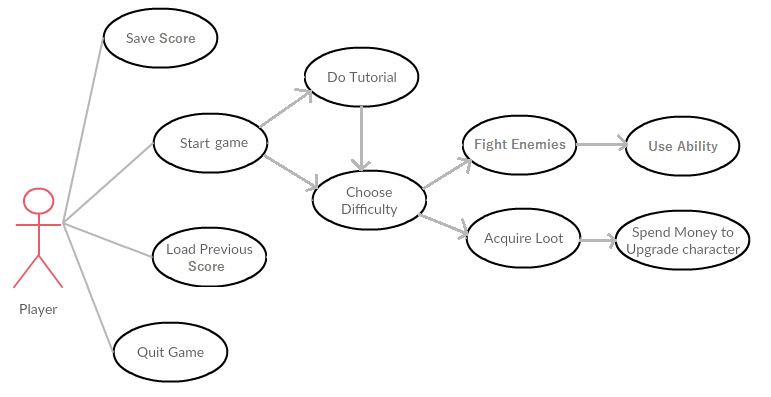 Save Score
Do Tutorial
Start game
Fight Enemies
Use Ability
Choose
Difficulty
Acquire Loot
Spend Money to
Upgrade character
Load Previous
Score
Player
Quit Game